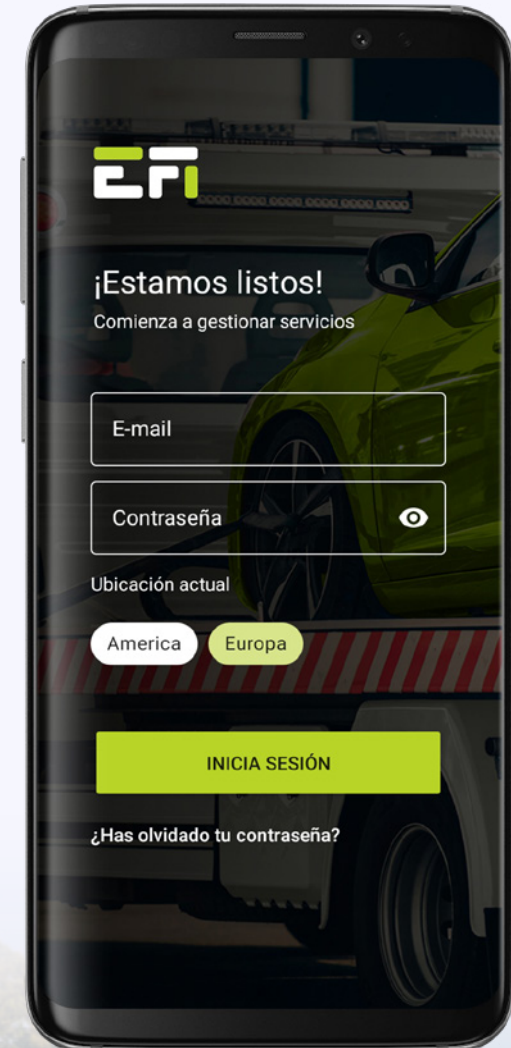 EFI
¡Estamos listos!
Comienza a gestionar servicios
E-mail
Contraseña
Ubicación actual
America Europa
INICIA SESIÓN
¿Has olvidado tu contraseña?